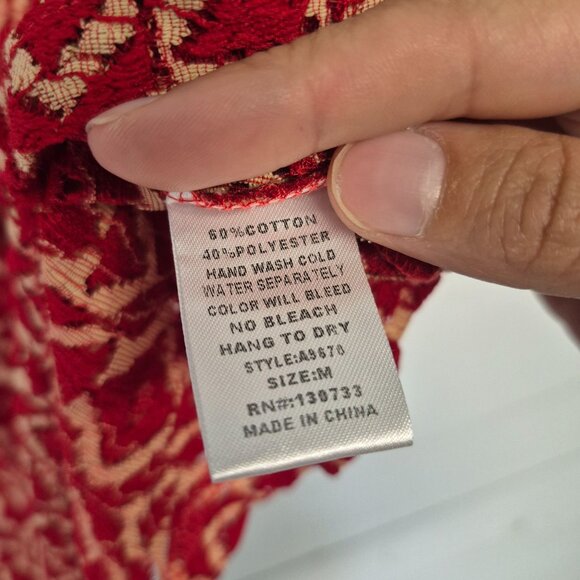 60%COTTON
40%POLYESTER
HAND WASH COLD
WATER SEPARATELY
COLOR WILL BLEED
NO BLEACH
HANG TO DRY
STYLE:A9670
SIZE:M
RN#:130733
MADE IN CHINA